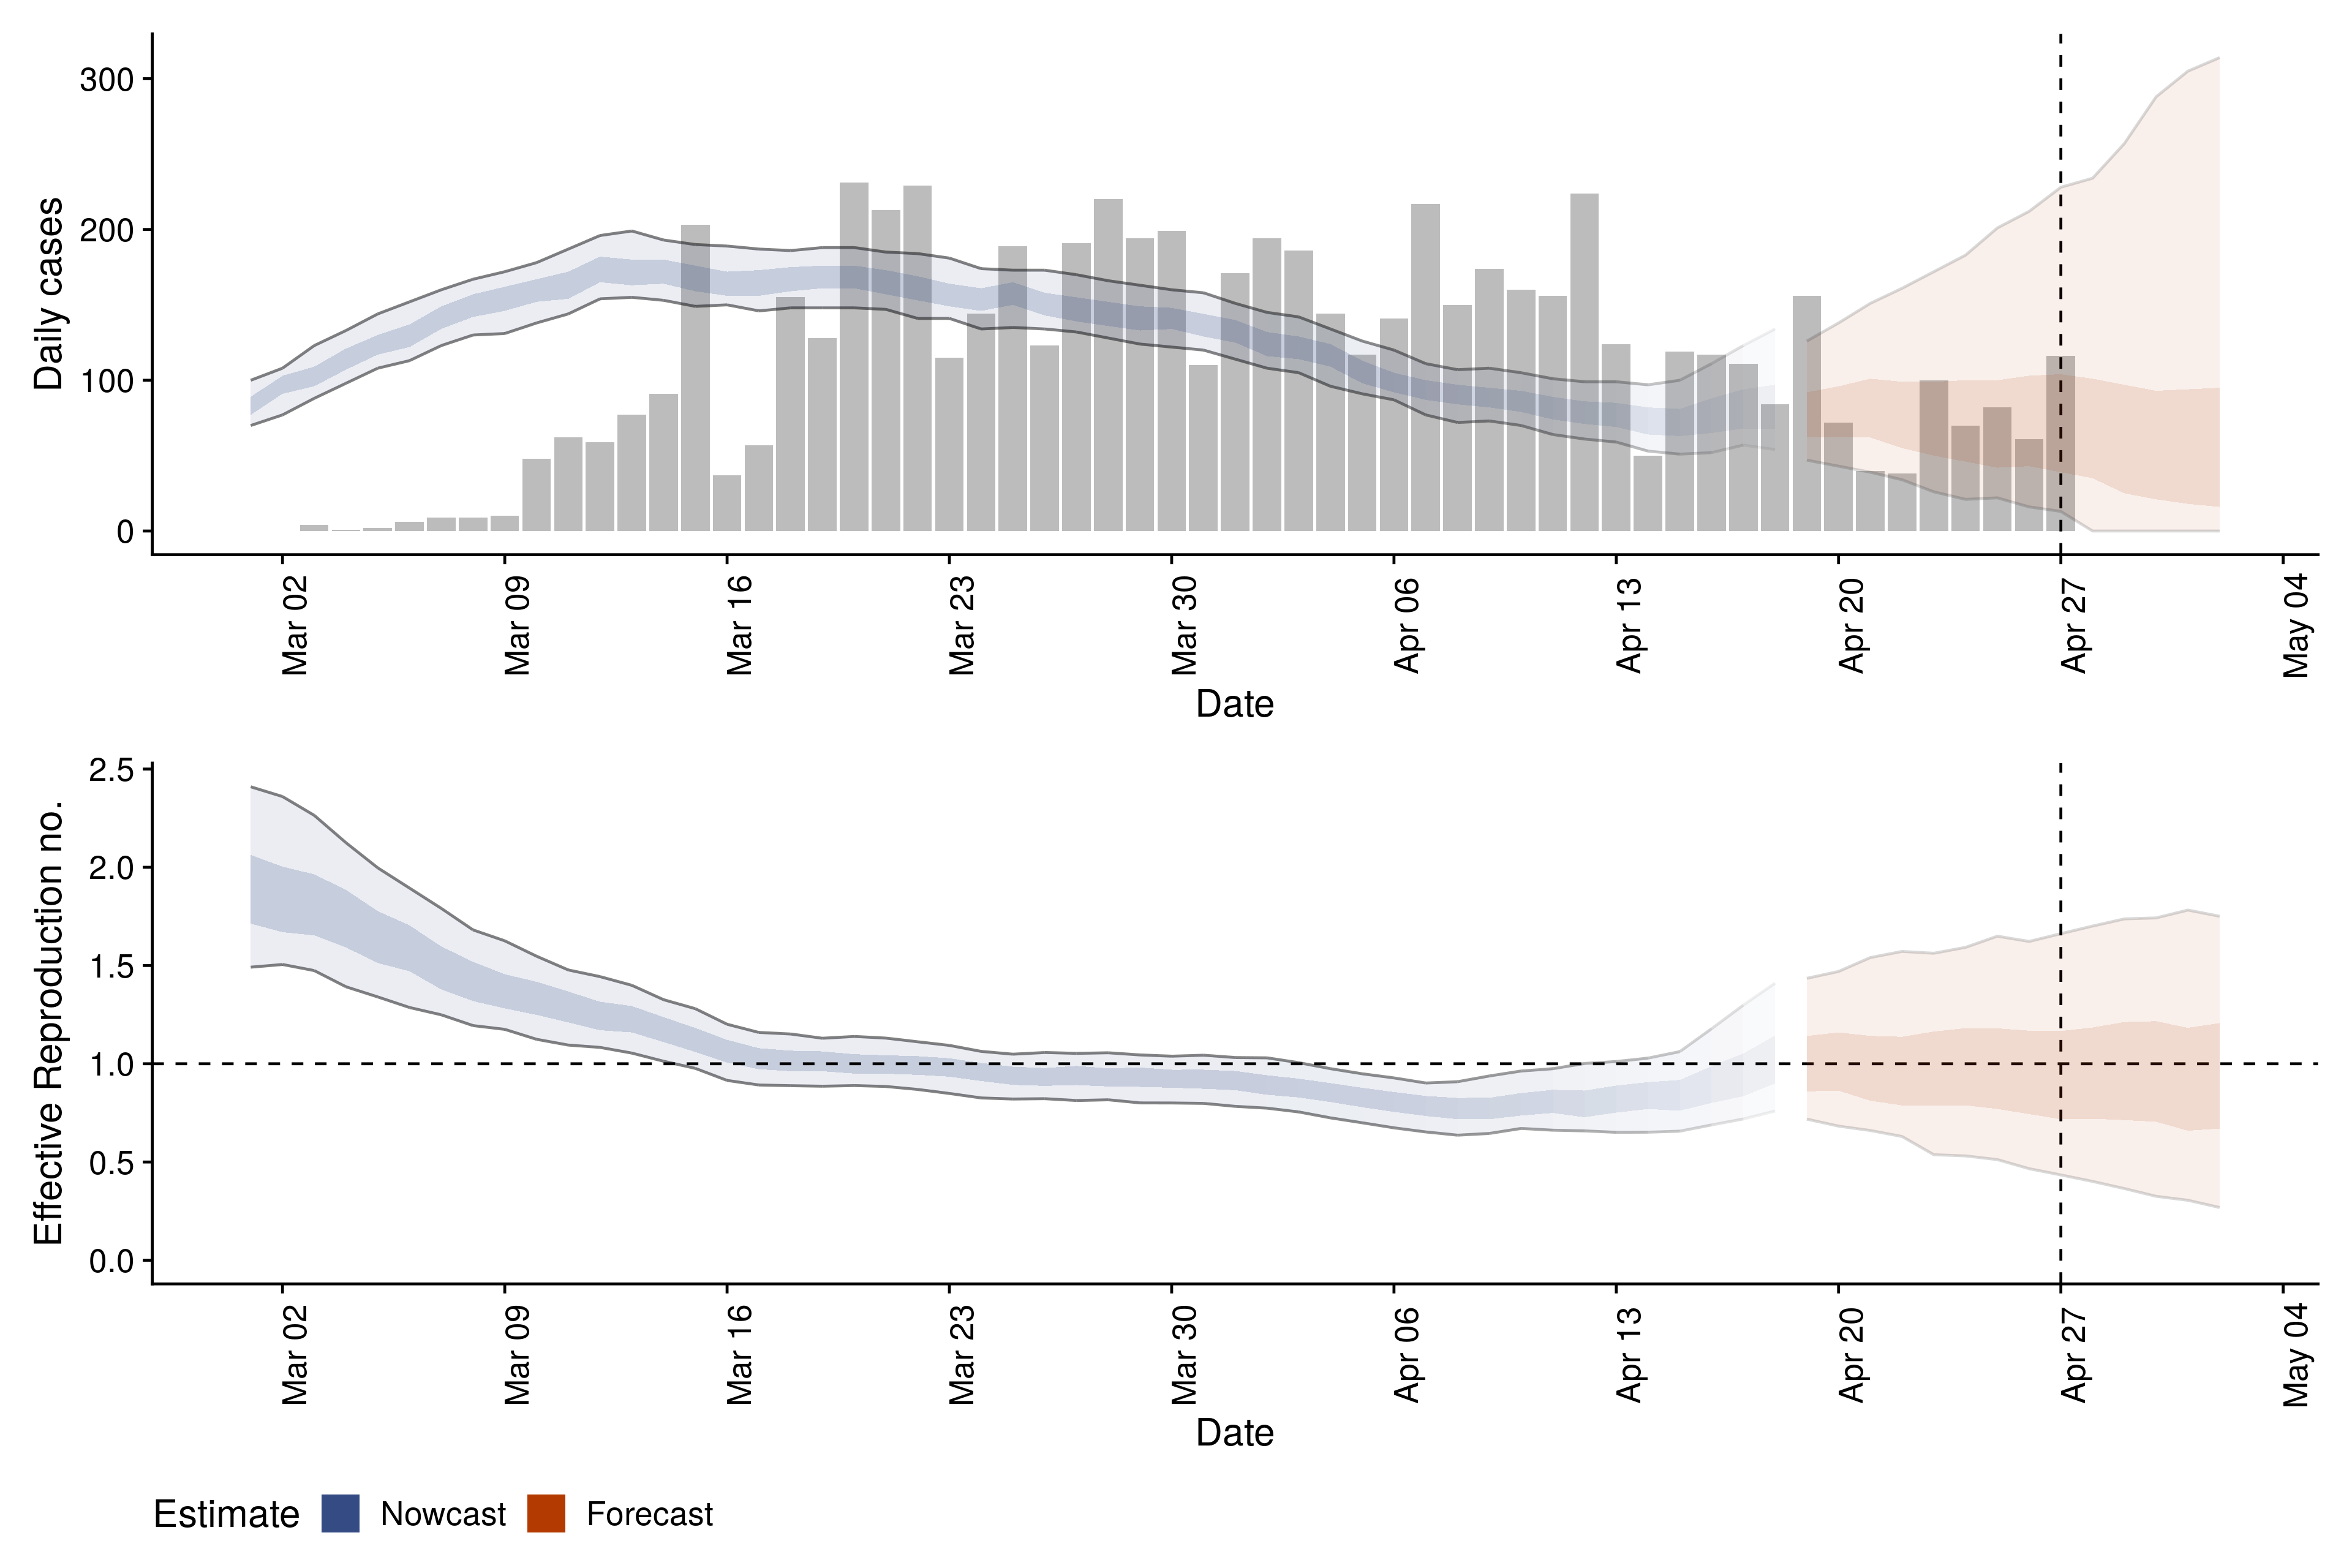 Daily cases
300
200
100
0
Mar 02
Mar 09
Mar 16
Mar 23
Mar 30
Apr 06
Apr 13
Apr 20
Apr 27
May 04
Date
Effective Reproduction no.
2.5
2.0
1.5
1.0
0.5
0.0
Mar 02
Mar 09
Mar 16
Mar 23
Mar 30
Apr 06
Apr 13
Apr 20
Apr 27
May 04
Date
Estimate Nowcast Forecast